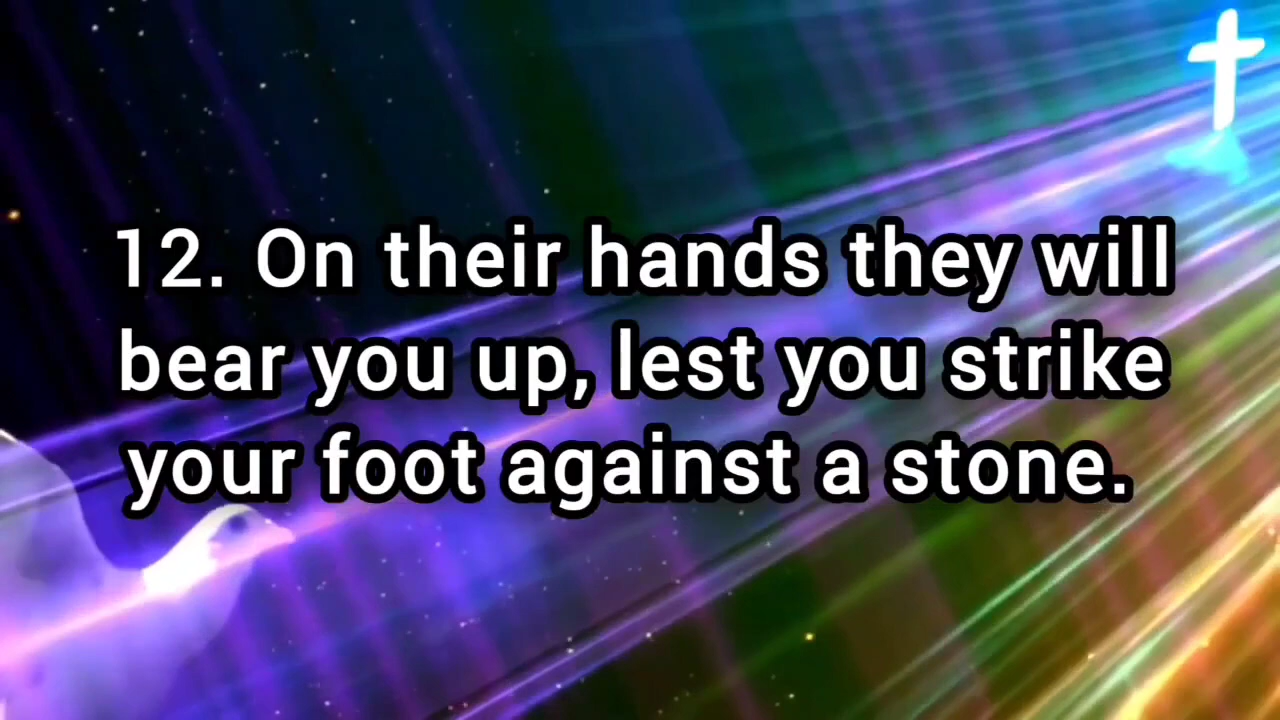 12. On their hands they will
bear you up, lest you strike
your foot against a stone.